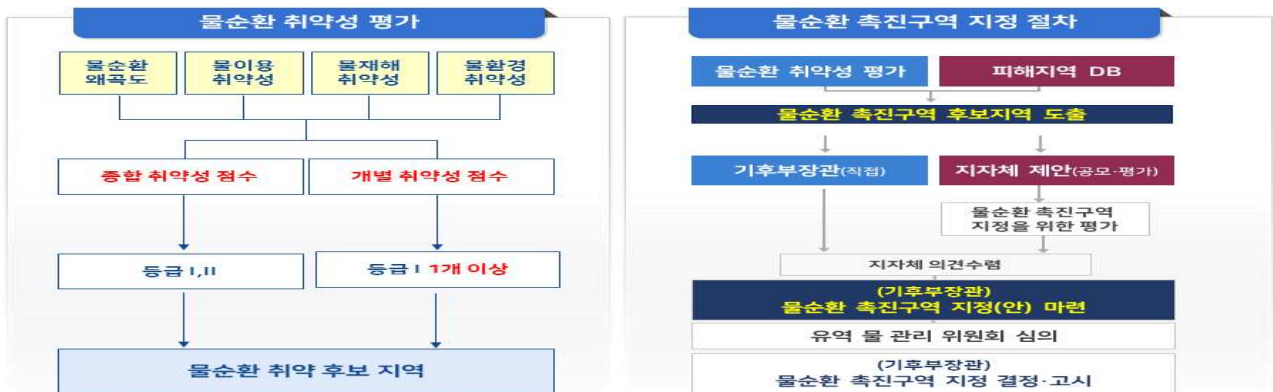 물순환 취약성 평가
물순환
왜곡도
물이용
취약성
물재해
취약성
물환경
취약성
종합 취약성 점수
개별 취약성 점수
등급 I,II
등급 I 1개 이상
물순환 취약 후보 지역
물순환 촉진구역 지정 절차
물순환 취약성 평가
피해지역 DB
물순환 촉진구역 후보지역 도출
기후부장관(직접)
지자체 제안(공모·평가)
물순환 촉진구역
지정을 위한 평가
지자체 의견수렴
(기후부장관)
물순환 촉진구역 지정(안) 마련
유역 물 관리 위원회 심의
(기후부장관)
물순환 촉진구역 지정 결정·고시